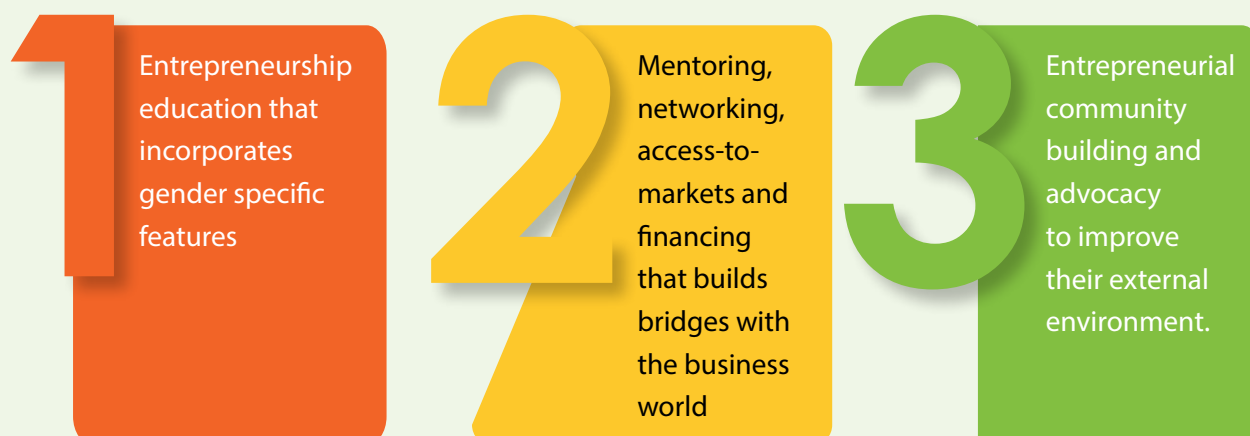 1
Entrepreneurship
education that
incorporates
gender specific
features
2
Mentoring,
networking,
access-to-
markets and
financing
that builds
bridges with
the business
world
3
Entrepreneurial
community
building and
advocacy
to improve
their external
environment.